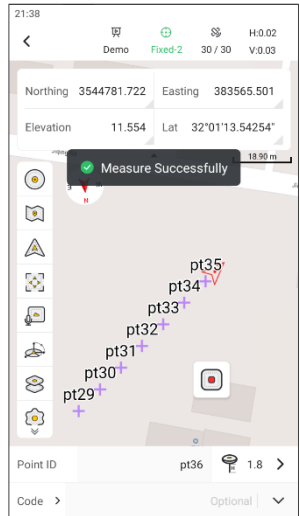 21:38
H:0.02
Demo Fixed-2 30 / 30 V:0.03
Northing 3544781.722 Easting 383565.501
Elevation 11.554 Lat 32°01'13.54254"
18.90 m
Measure Successfully
N
pt35
pt34
pt33
pt32
pt31
pt30
pt29
Point ID pt36 1.8
Code Optional